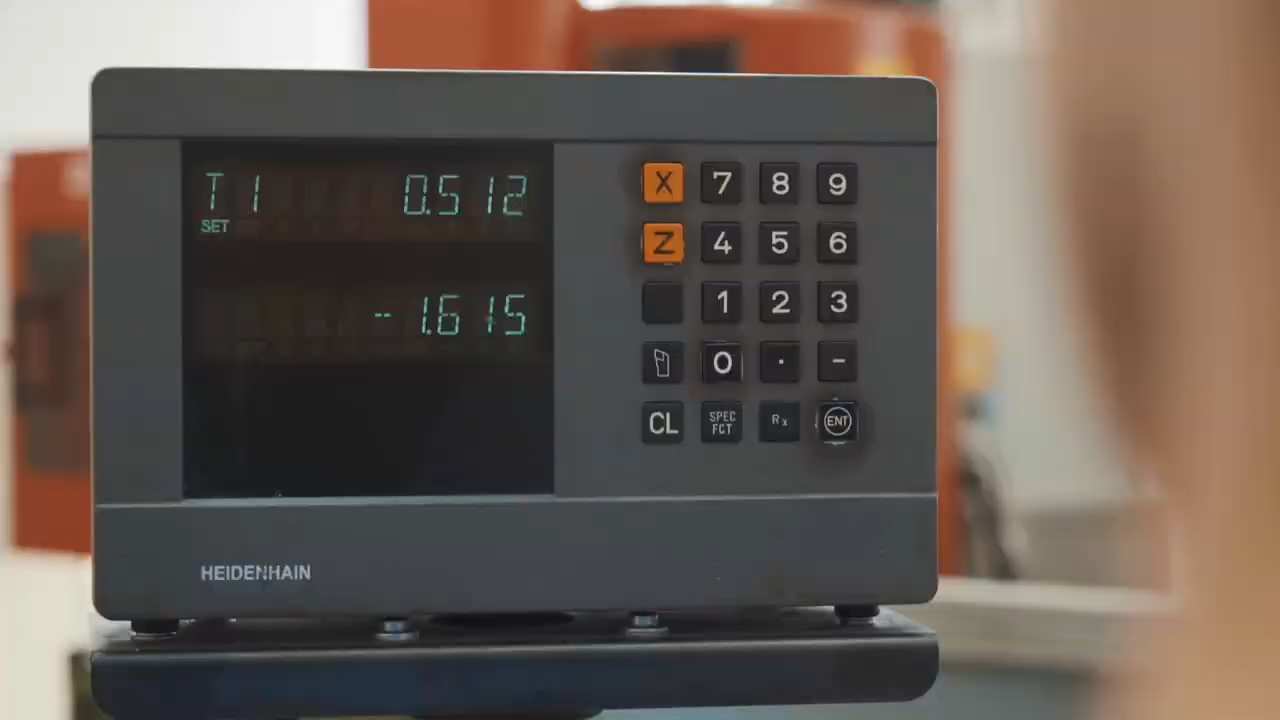 T 1 0.512
SET
-1.615
X 7 8 9
Z 4 5 6
1 2 3
0 . -
CL SPEC FCT Rx ENT
HEIDENHAIN